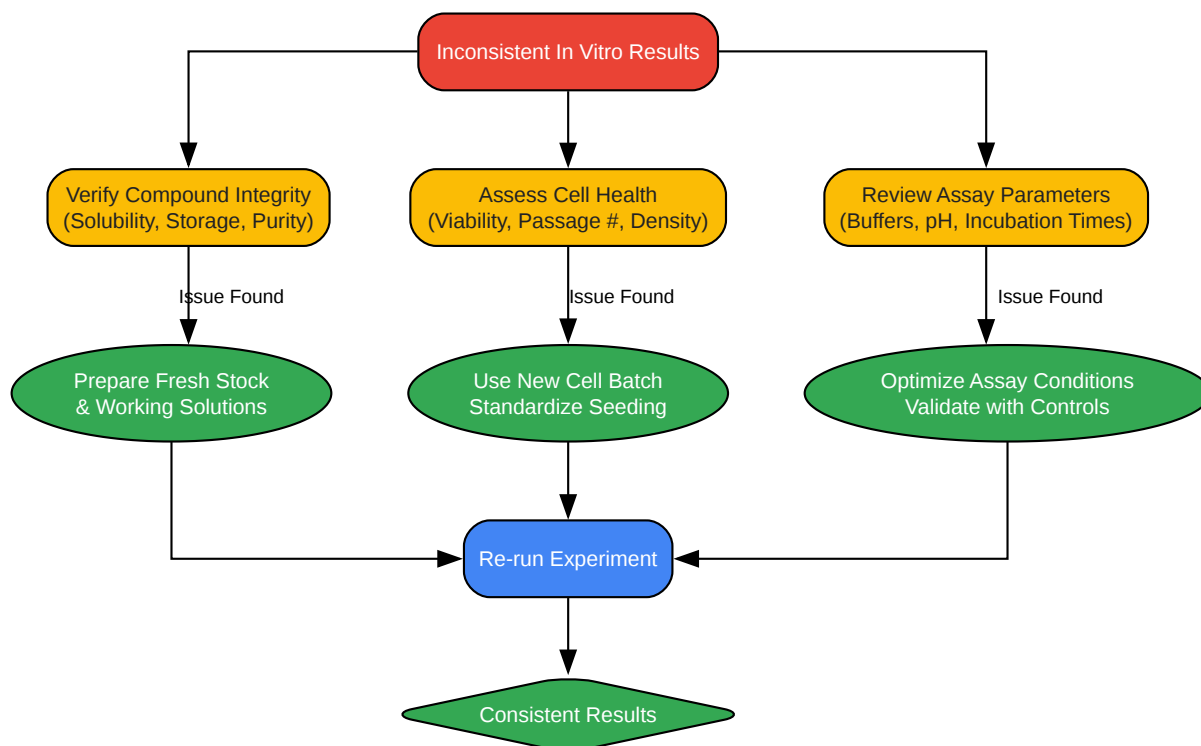 Inconsistent In Vitro Results
Verify Compound Integrity
(Solubility, Storage, Purity)
Assess Cell Health
(Viability, Passage #, Density)
Review Assay Parameters
(Buffers, pH, Incubation Times)
Issue Found
Issue Found
Issue Found
Prepare Fresh Stock
& Working Solutions
Use New Cell Batch
Standardize Seeding
Optimize Assay Conditions
Validate with Controls
Re-run Experiment
Consistent Results